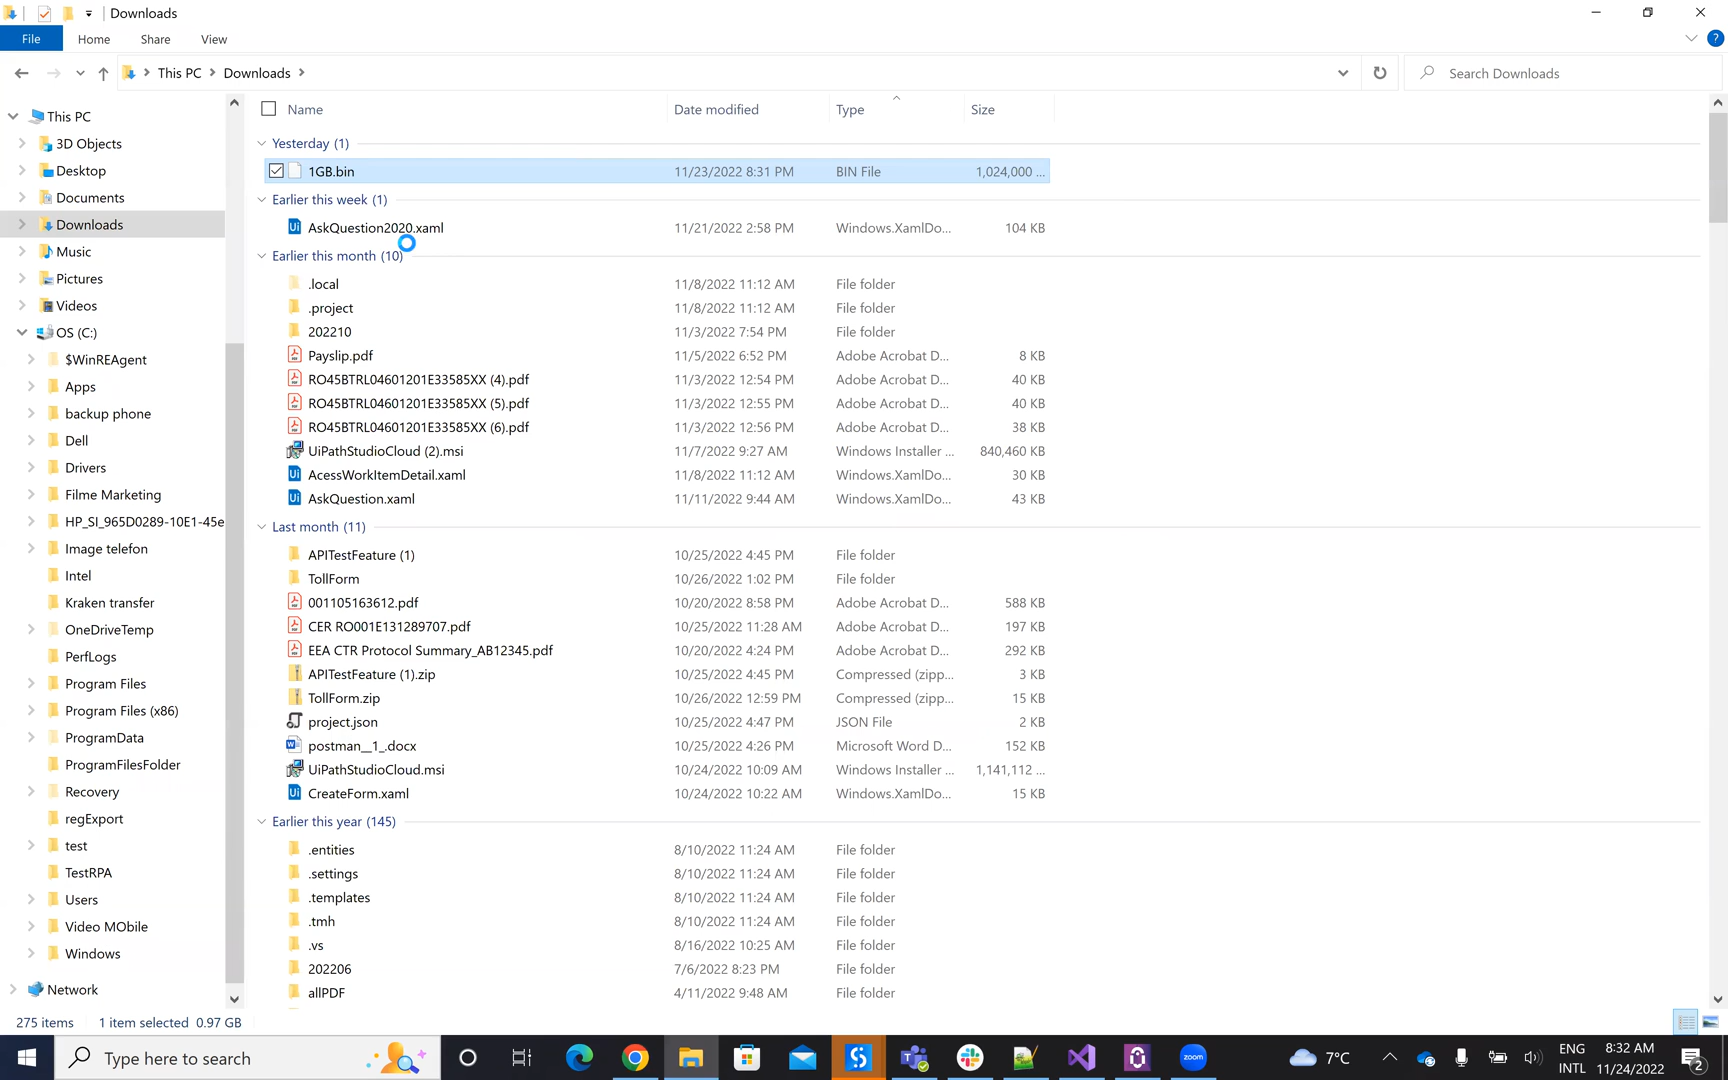 Downloads
File Home Share View
This PC Downloads
Search Downloads
Name Date modified Type Size
This PC
3D Objects
Desktop
Documents
Downloads
Music
Pictures
Videos
OS (C:)
$WinREAgent
Apps
backup phone
Dell
Drivers
Filme Marketing
HP_SI_965D0289-10E1-45e
Image telefon
Intel
Kraken transfer
OneDriveTemp
PerfLogs
Program Files
Program Files (x86)
ProgramData
ProgramFilesFolder
Recovery
regExport
test
TestRPA
Users
Video MObile
Windows
Network
Yesterday (1)
1GB.bin 11/23/2022 8:31 PM BIN File 1,024,000 ...
Earlier this week (1)
AskQuestion2020.xaml 11/21/2022 2:58 PM Windows.XamlDo... 104 KB
Earlier this month (10)
.local 11/8/2022 11:12 AM File folder
.project 11/8/2022 11:12 AM File folder
202210 11/3/2022 7:54 PM File folder
Payslip.pdf 11/5/2022 6:52 PM Adobe Acrobat D... 8 KB
RO45BTRL04601201E33585XX (4).pdf 11/3/2022 12:54 PM Adobe Acrobat D... 40 KB
RO45BTRL04601201E33585XX (5).pdf 11/3/2022 12:55 PM Adobe Acrobat D... 40 KB
RO45BTRL04601201E33585XX (6).pdf 11/3/2022 12:56 PM Adobe Acrobat D... 38 KB
UiPathStudioCloud (2).msi 11/7/2022 9:27 AM Windows Installer ... 840,460 KB
AcessWorkItemDetail.xaml 11/8/2022 11:12 AM Windows.XamlDo... 30 KB
AskQuestion.xaml 11/11/2022 9:44 AM Windows.XamlDo... 43 KB
Last month (11)
APITestFeature (1) 10/25/2022 4:45 PM File folder
TollForm 10/26/2022 1:02 PM File folder
001105163612.pdf 10/20/2022 8:58 PM Adobe Acrobat D... 588 KB
CER RO001E131289707.pdf 10/25/2022 11:28 AM Adobe Acrobat D... 197 KB
EEA CTR Protocol Summary_AB12345.pdf 10/20/2022 4:24 PM Adobe Acrobat D... 292 KB
APITestFeature (1).zip 10/25/2022 4:45 PM Compressed (zipp... 3 KB
TollForm.zip 10/26/2022 12:59 PM Compressed (zipp... 15 KB
project.json 10/25/2022 4:47 PM JSON File 2 KB
postman__1_.docx 10/25/2022 4:26 PM Microsoft Word D... 152 KB
UiPathStudioCloud.msi 10/24/2022 10:09 AM Windows Installer ... 1,141,112 ...
CreateForm.xaml 10/24/2022 10:22 AM Windows.XamlDo... 15 KB
Earlier this year (145)
.entities 8/10/2022 11:24 AM File folder
.settings 8/10/2022 11:24 AM File folder
.templates 8/10/2022 11:24 AM File folder
.tmh 8/10/2022 11:24 AM File folder
.vs 8/16/2022 10:25 AM File folder
202206 7/6/2022 8:23 PM File folder
allPDF 4/11/2022 9:48 AM File folder
275 items 1 item selected 0.97 GB
Type here to search
zoom
7°C
ENG
INTL
8:32 AM
11/24/2022
2